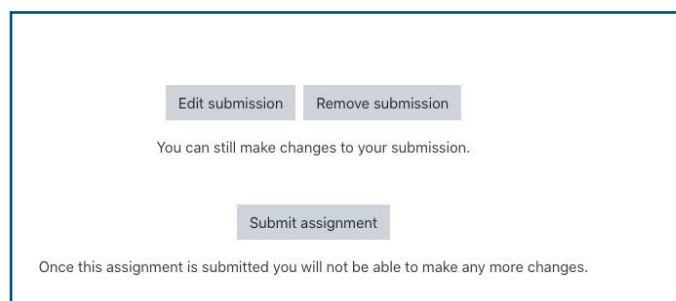 Edit submission Remove submission
You can still make changes to your submission.
Submit assignment
Once this assignment is submitted you will not be able to make any more changes.